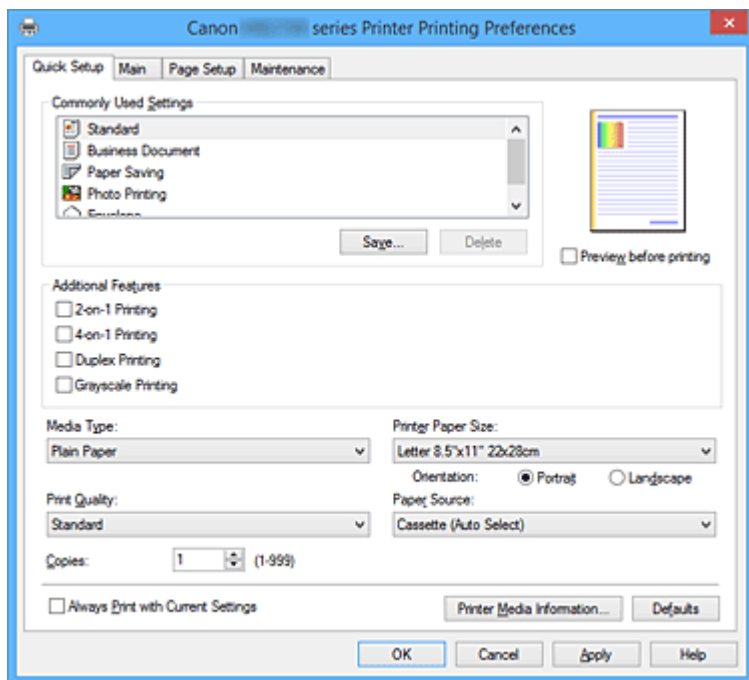 Canon series Printer Printing Preferences
Quick Setup Main Page Setup Maintenance
Commonly Used Settings
Standard
Business Document
Paper Saving
Photo Printing
Envelope
Save... Delete
Preview before printing
Additional Features
2-on-1 Printing
4-on-1 Printing
Duplex Printing
Grayscale Printing
Media Type:
Plain Paper
Printer Paper Size:
Letter 8.5"x11" 22x28cm
Orientation: Portrait Landscape
Print Quality:
Standard
Paper Source:
Cassette (Auto Select)
Copies: 1 (1-999)
Always Print with Current Settings
Printer Media Information... Defaults
OK Cancel Apply Help